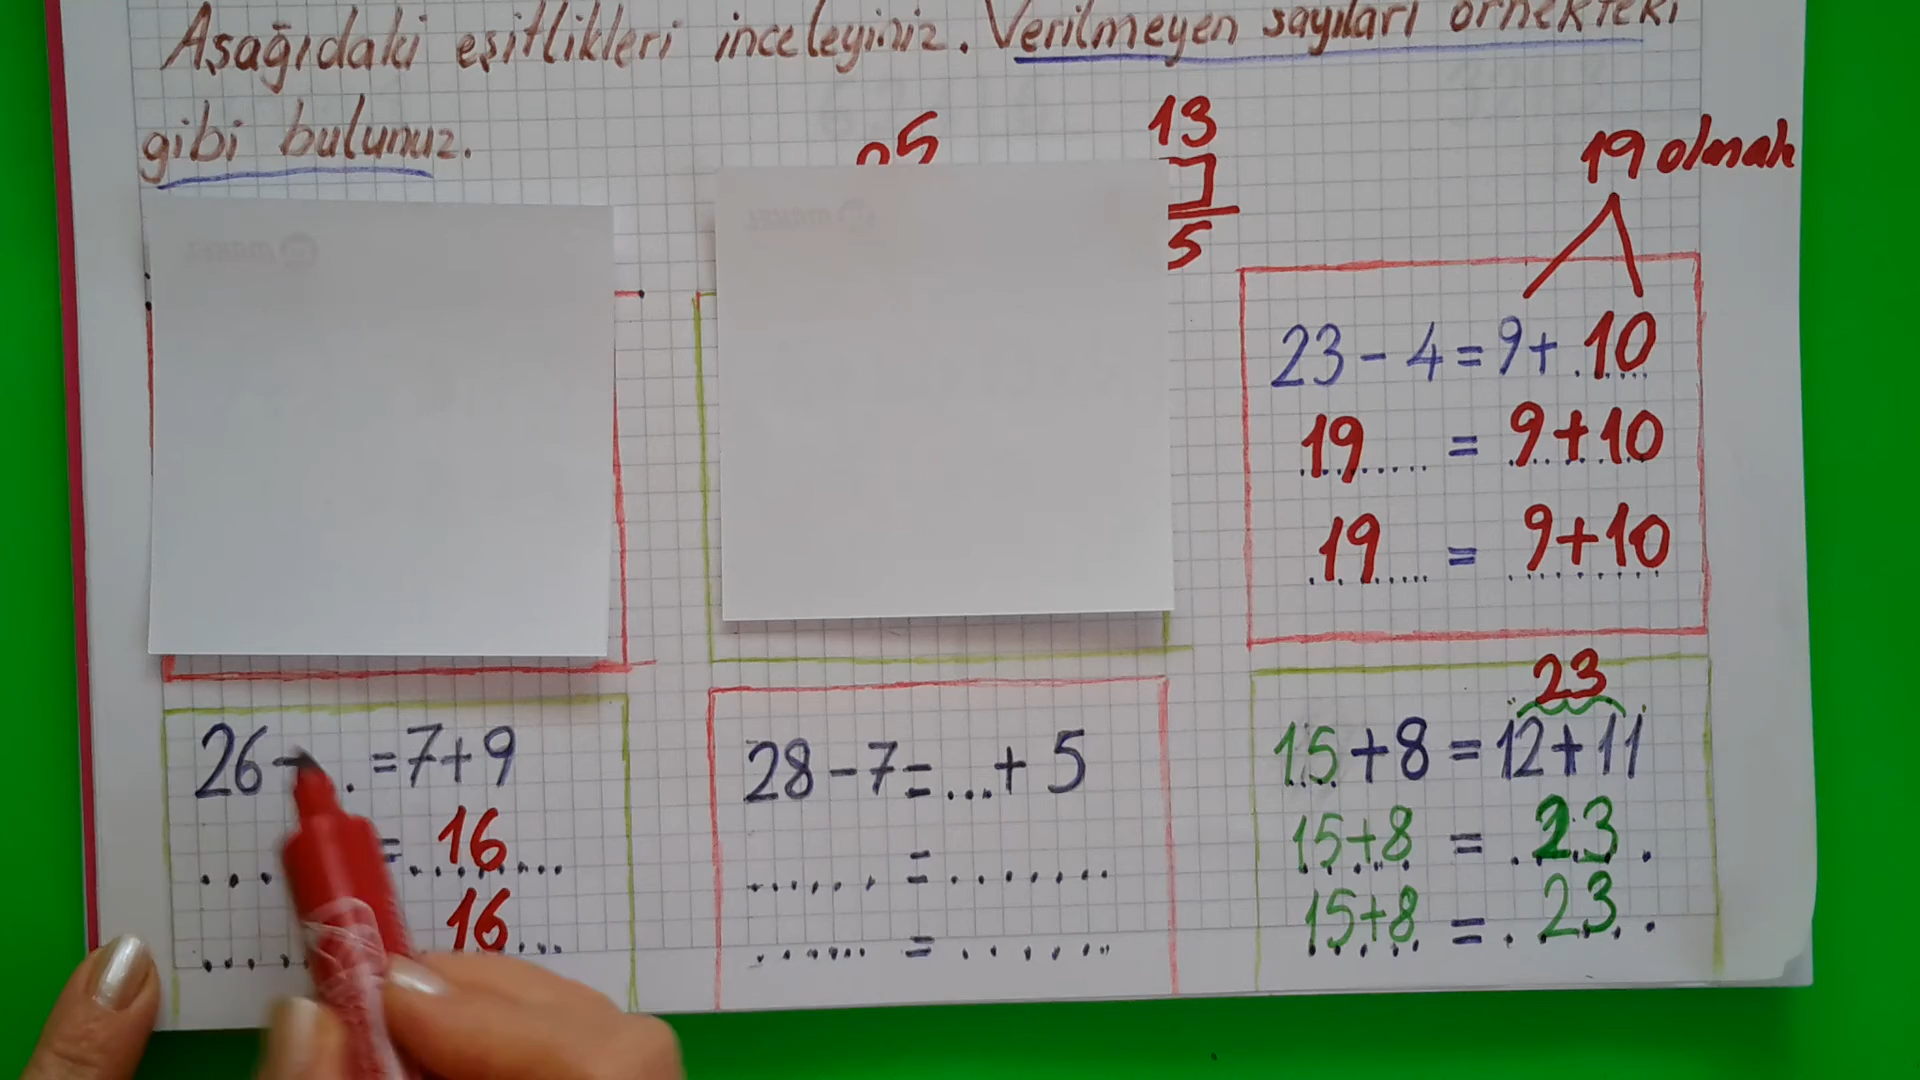 Aşağıdaki eşitlikleri inceleyiniz. Verilmeyen sayıları örnekteki
gibi bulunuz.
13
5
19 olmak
23 - 4 = 9 + 10
19 = 9 + 10
19 = 9 + 10
26 - ... = 7 + 9
= 16
16
28 - 7 = ... + 5
...... = .......
...... = ......
23
15 + 8 = 12 + 11
15 + 8 = 23
15 + 8 = 23